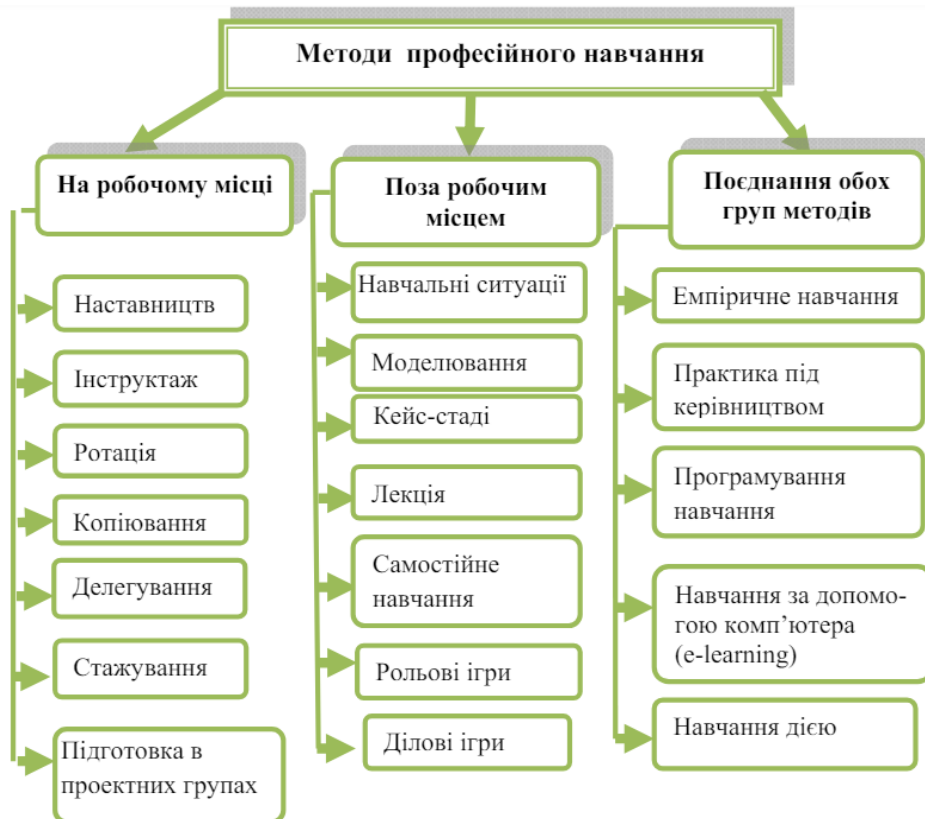 Методи професійного навчання
На робочому місці
Наставництв
Інструктаж
Ротація
Копіювання
Делегування
Стажування
Підготовка в
проектних групах
Поза робочим
місцем
Навчальні ситуації
Моделювання
Кейс-стаді
Лекція
Самостійне
навчання
Рольові ігри
Ділові ігри
Поєднання обох
груп методів
Емпіричне навчання
Практика під
керівництвом
Програмування
навчання
Навчання за допомо-
гою комп’ютера
(e-learning)
Навчання дією